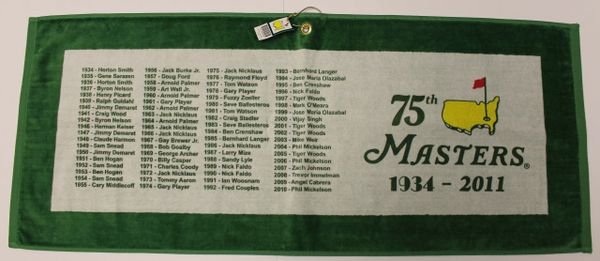 1934 - Horton Smith
1935 - Gene Sarazen
1936 - Horton Smith
1937 - Byron Nelson
1938 - Henry Picard
1939 - Ralph Guldahl
1940 - Jimmy Demaret
1941 - Craig Wood
1942 - Byron Nelson
1946 - Herman Keiser
1947 - Jimmy Demaret
1948 - Claude Harmon
1949 - Sam Snead
1950 - Jimmy Demaret
1951 - Ben Hogan
1952 - Sam Snead
1953 - Ben Hogan
1954 - Sam Snead
1955 - Cary Middlecoff
1956 - Jack Burke Jr.
1957 - Doug Ford
1958 - Arnold Palmer
1959 - Art Wall Jr.
1960 - Arnold Palmer
1961 - Gary Player
1962 - Arnold Palmer
1963 - Jack Nicklaus
1964 - Arnold Palmer
1965 - Jack Nicklaus
1966 - Jack Nicklaus
1967 - Gay Brewer Jr.
1968 - Bob Goalby
1969 - George Archer
1970 - Billy Casper
1971 - Charles Coody
1972 - Jack Nicklaus
1973 - Tommy Aaron
1974 - Gary Player
1975 - Jack Nicklaus
1976 - Raymond Floyd
1977 - Tom Watson
1978 - Gary Player
1979 - Fuzzy Zoeller
1980 - Seve Ballesteros
1981 - Tom Watson
1982 - Craig Stadler
1983 - Seve Ballesteros
1984 - Ben Crenshaw
1985 - Bernhard Langer
1986 - Jack Nicklaus
1987 - Larry Mize
1988 - Sandy Lyle
1989 - Nick Faldo
1990 - Nick Faldo
1991 - Ian Woosnam
1992 - Fred Couples
1993 - Bernhard Langer
1994 - Jose Maria Olazabal
1995 - Ben Crenshaw
1996 - Nick Faldo
1997 - Tiger Woods
1998 - Mark O'Meara
1999 - Jose Maria Olazabal
2000 - Vijay Singh
2001 - Tiger Woods
2002 - Tiger Woods
2003 - Mike Weir
2004 - Phil Mickelson
2005 - Tiger Woods
2006 - Phil Mickelson
2007 - Zach Johnson
2008 - Trevor Immelman
2009 - Angel Cabrera
2010 - Phil Mickelson
75th
MASTERS®
1934 - 2011